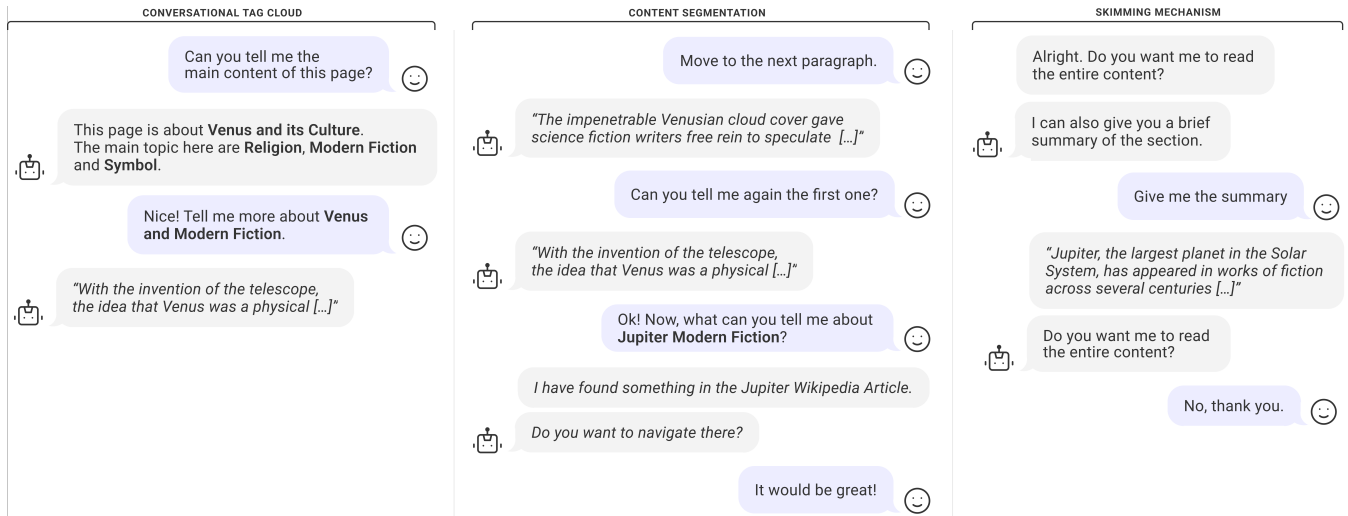 CONVERSATIONAL TAG CLOUD
Can you tell me the
main content of this page?
This page is about Venus and its Culture.
The main topic here are Religion, Modern Fiction
and Symbol.
Nice! Tell me more about Venus
and Modern Fiction.
“With the invention of the telescope,
the idea that Venus was a physical […]”
CONTENT SEGMENTATION
Move to the next paragraph.
“The impenetrable Venusian cloud cover gave
science fiction writers free rein to speculate  […]”
Can you tell me again the first one?
“With the invention of the telescope,
the idea that Venus was a physical […]”
Ok! Now, what can you tell me about
Jupiter Modern Fiction?
I have found something in the Jupiter Wikipedia Article.
Do you want to navigate there?
It would be great!
SKIMMING MECHANISM
Alright. Do you want me to read
the entire content?
I can also give you a brief
summary of the section.
Give me the summary
“Jupiter, the largest planet in the Solar
System, has appeared in works of fiction
across several centuries […]”
Do you want me to read
the entire content?
No, thank you.